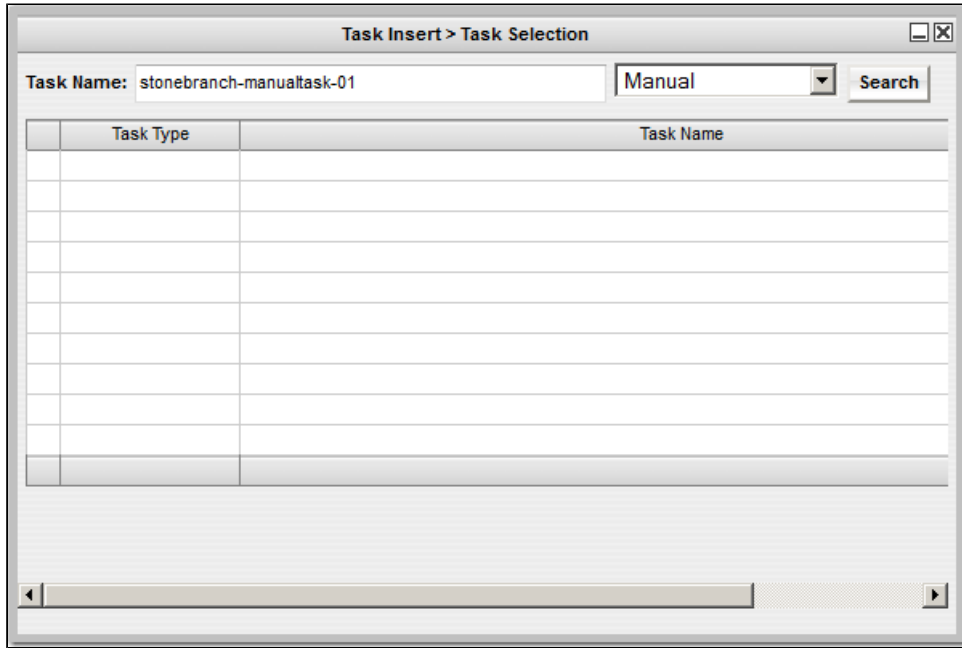 Task Insert > Task Selection
Task Name: stonebranch-manualtask-01 Manual Search
Task Type Task Name